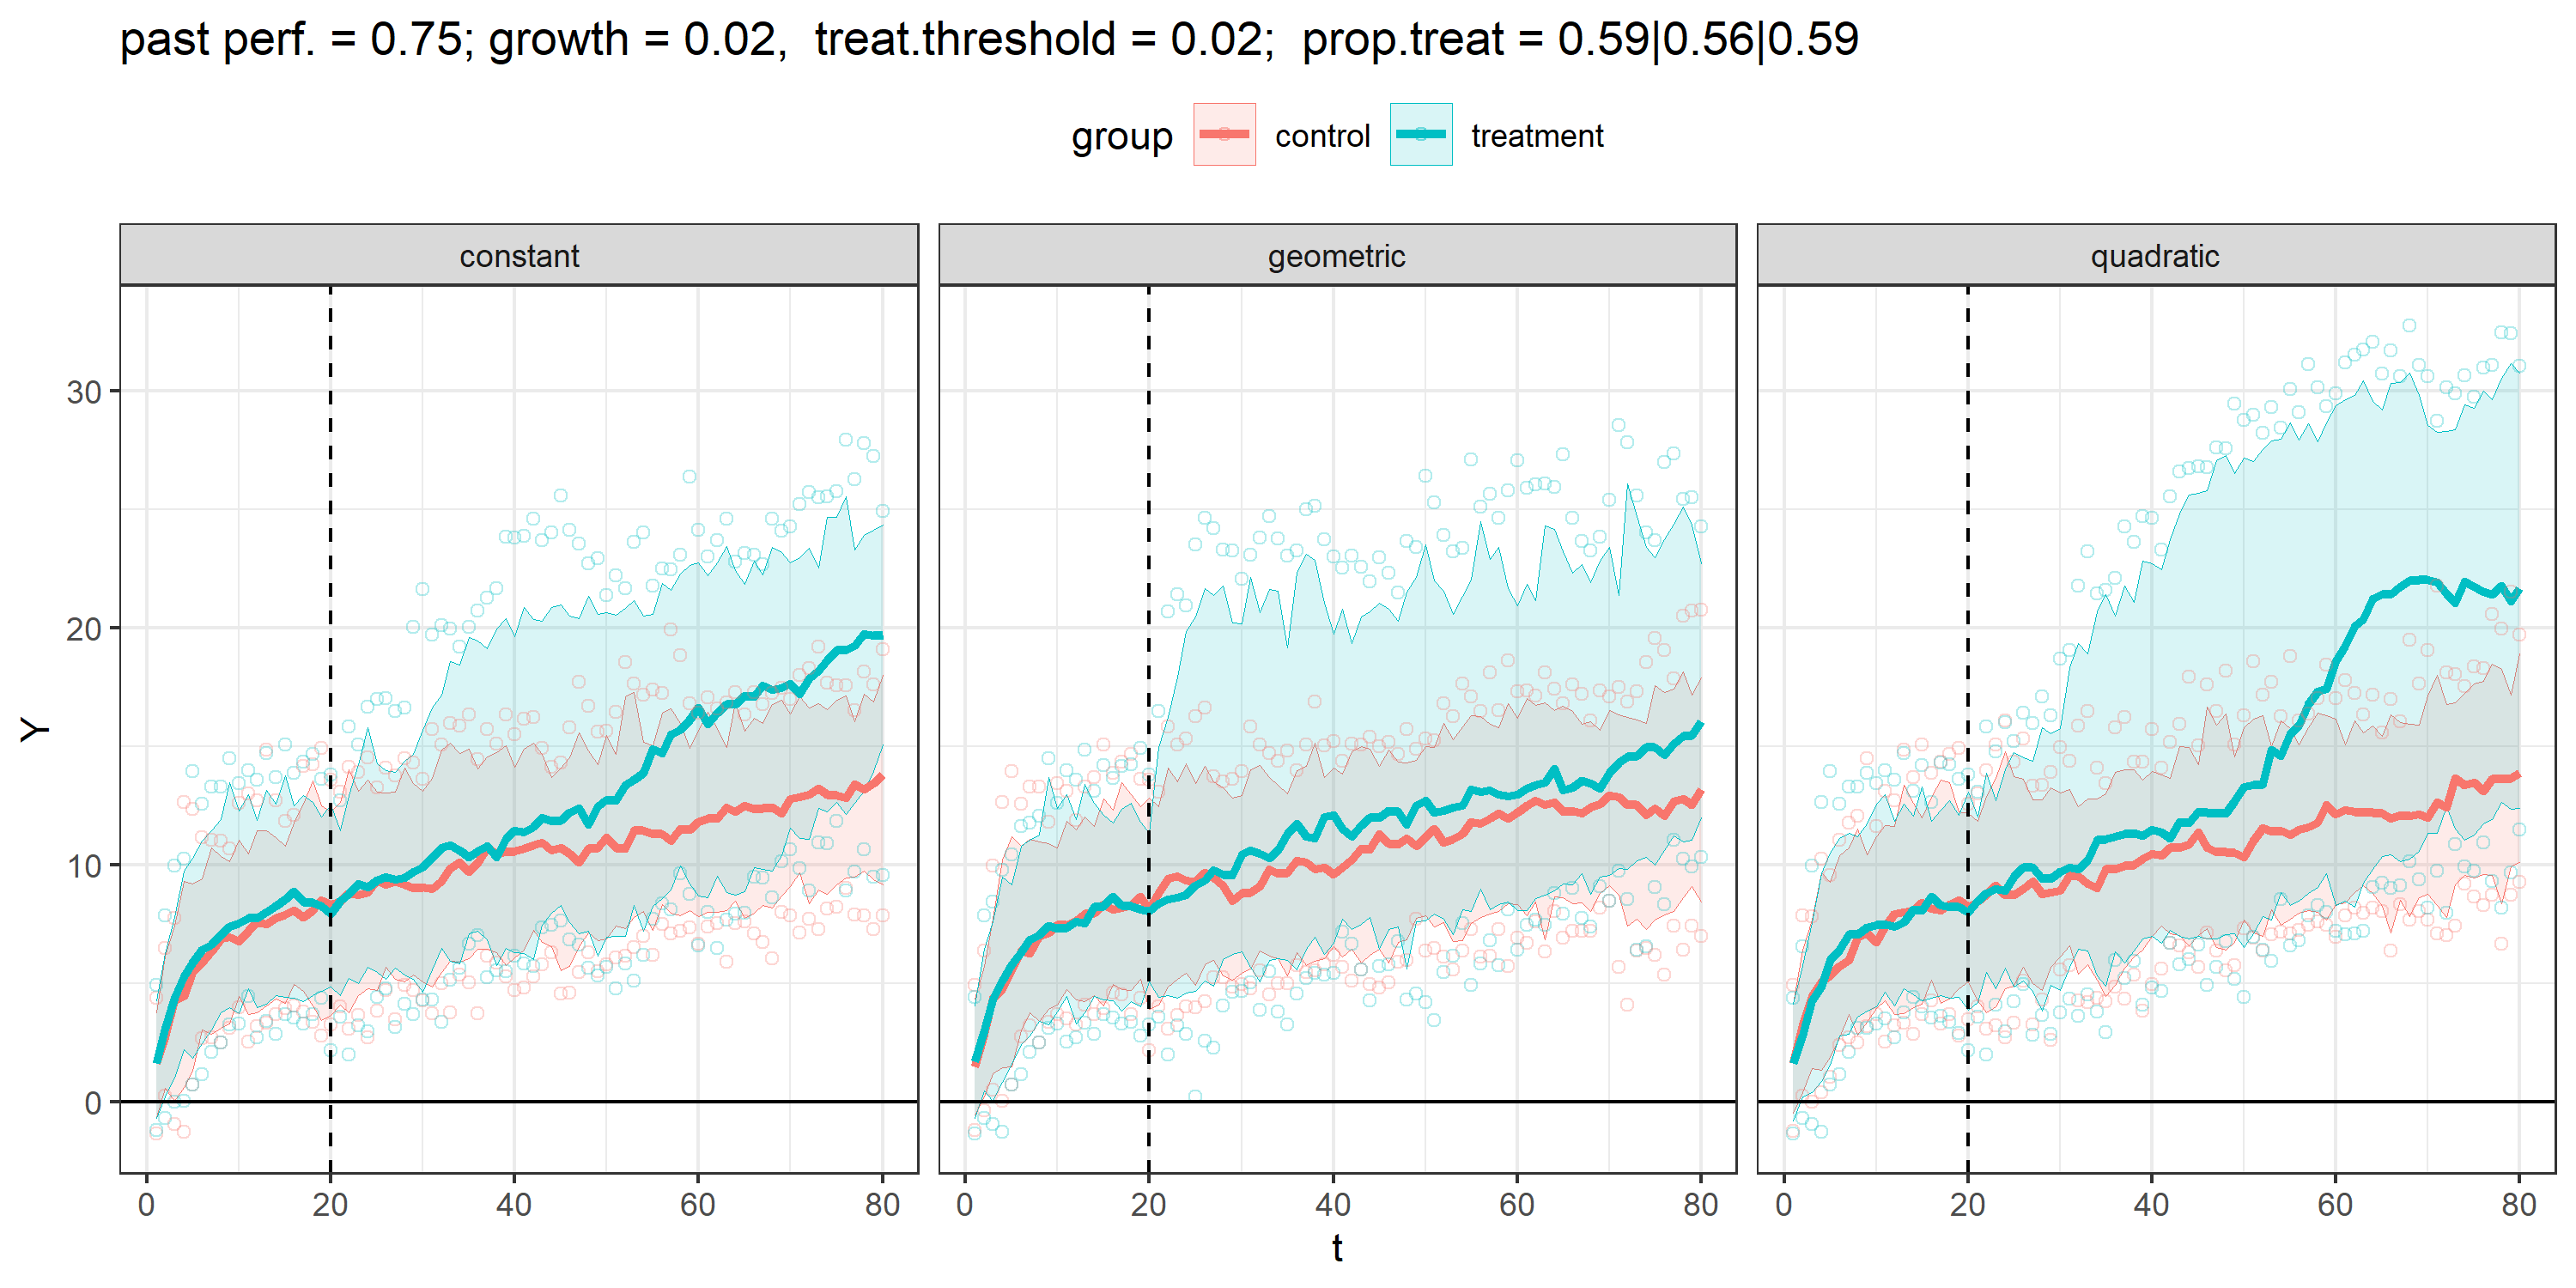 past perf. = 0.75; growth = 0.02,  treat.threshold = 0.02;  prop.treat = 0.59|0.56|0.59
group control treatment
constant geometric quadratic
30
20
10
0
Y
0 20 40 60 80 0 20 40 60 80 0 20 40 60 80
t